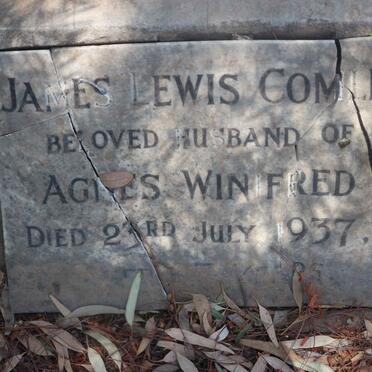 JAMES LEWIS
BELOVED HUSBAND OF
AGNES WINIFRED
DIED 23RD JULY 1937,